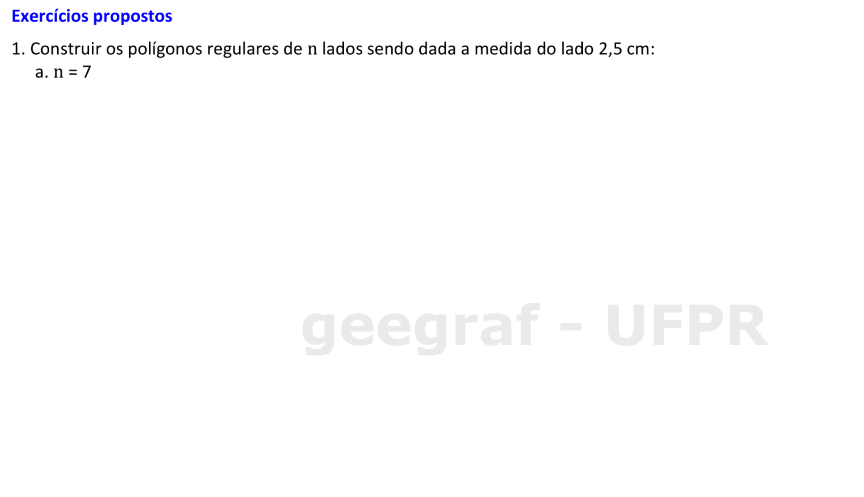 Exercícios propostos
1. Construir os polígonos regulares de n lados sendo dada a medida do lado 2,5 cm:
a. n = 7
geegraf - UFPR